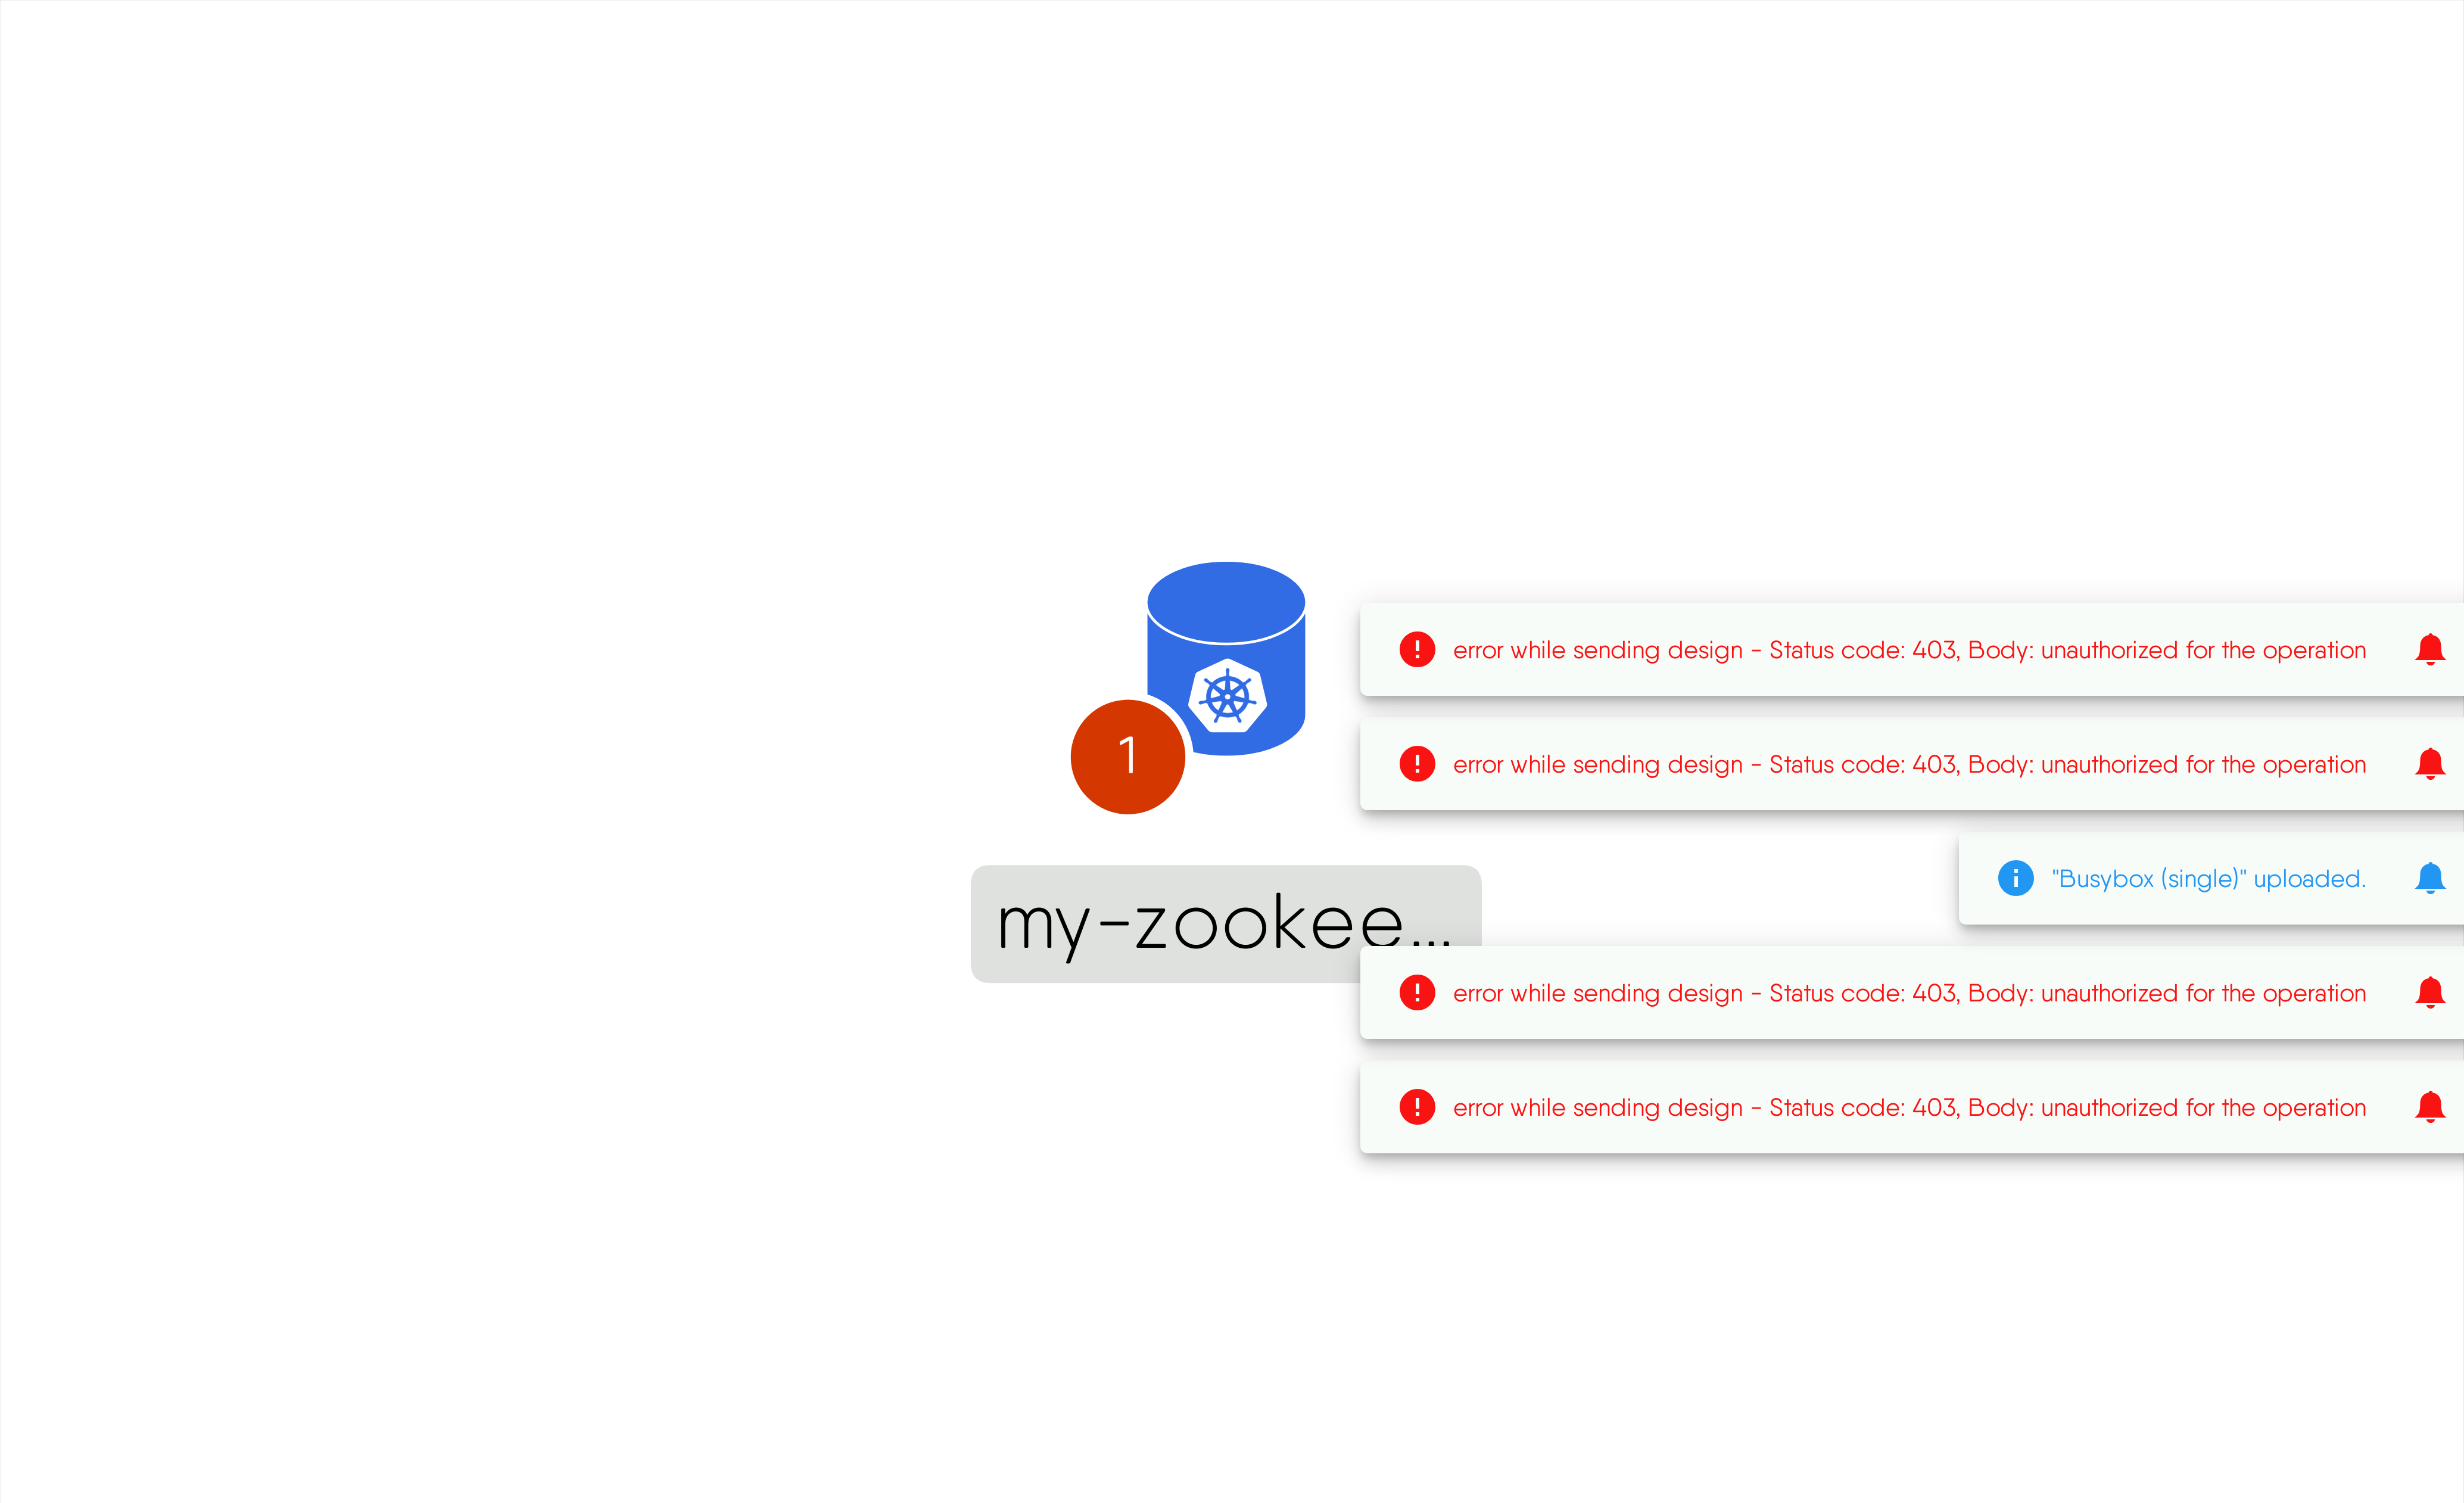 error while sending design - Status code: 403, Body: unauthorized for the operation
1
error while sending design - Status code: 403, Body: unauthorized for the operation
"Busybox (single)" uploaded.
my-zookee...
error while sending design - Status code: 403, Body: unauthorized for the operation
error while sending design - Status code: 403, Body: unauthorized for the operation